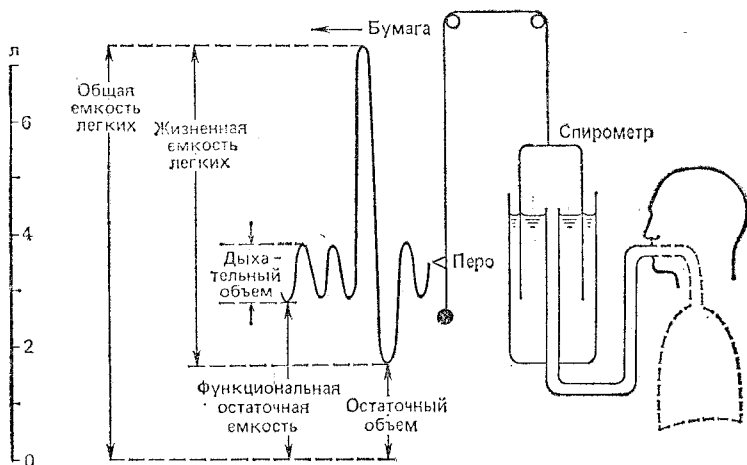 Бумага
л
Общая
емкость
легких
6
Жизненная
емкость
легких
Спирометр
4
Дыха-
тельный
объем
Перо
2
Функциональная
остаточная
емкость
Остаточный
объем
0